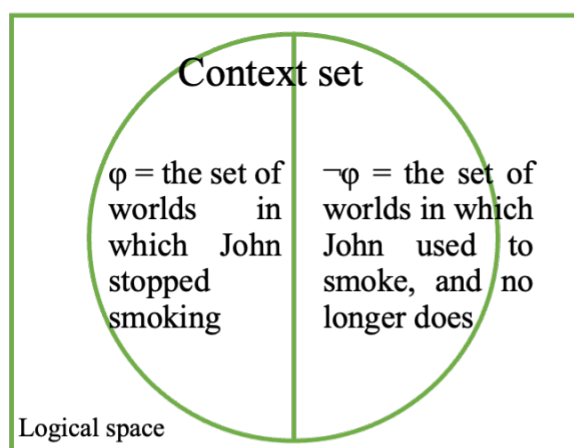 Context set
φ = the set of
worlds in
which John
stopped
smoking
¬φ = the set of
worlds in which
John used to
smoke, and no
longer does
Logical space